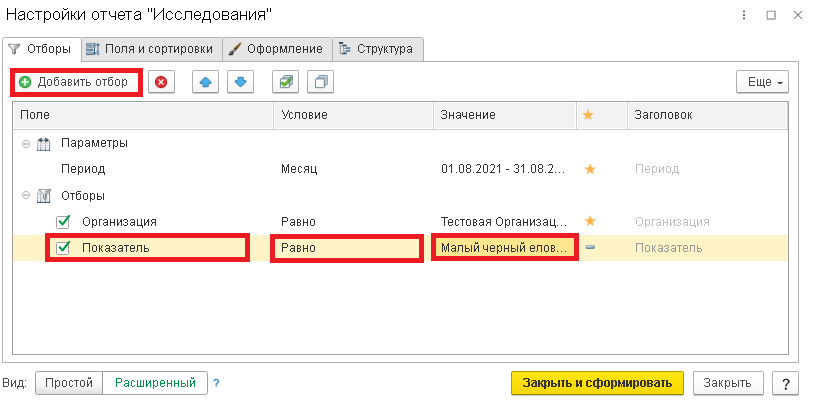 Настройки отчета "Исследования"
Отборы Поля и сортировки Оформление Структура
Добавить отбор Еще
Поле Условие Значение Заголовок
Параметры
Период Месяц 01.08.2021 - 31.08.2... Период
Отборы
Организация Равно Тестовая Организац... Организация
Показатель Равно Малый черный елов... Показатель
Вид: Простой Расширенный ? Закрыть и сформировать Закрыть ?